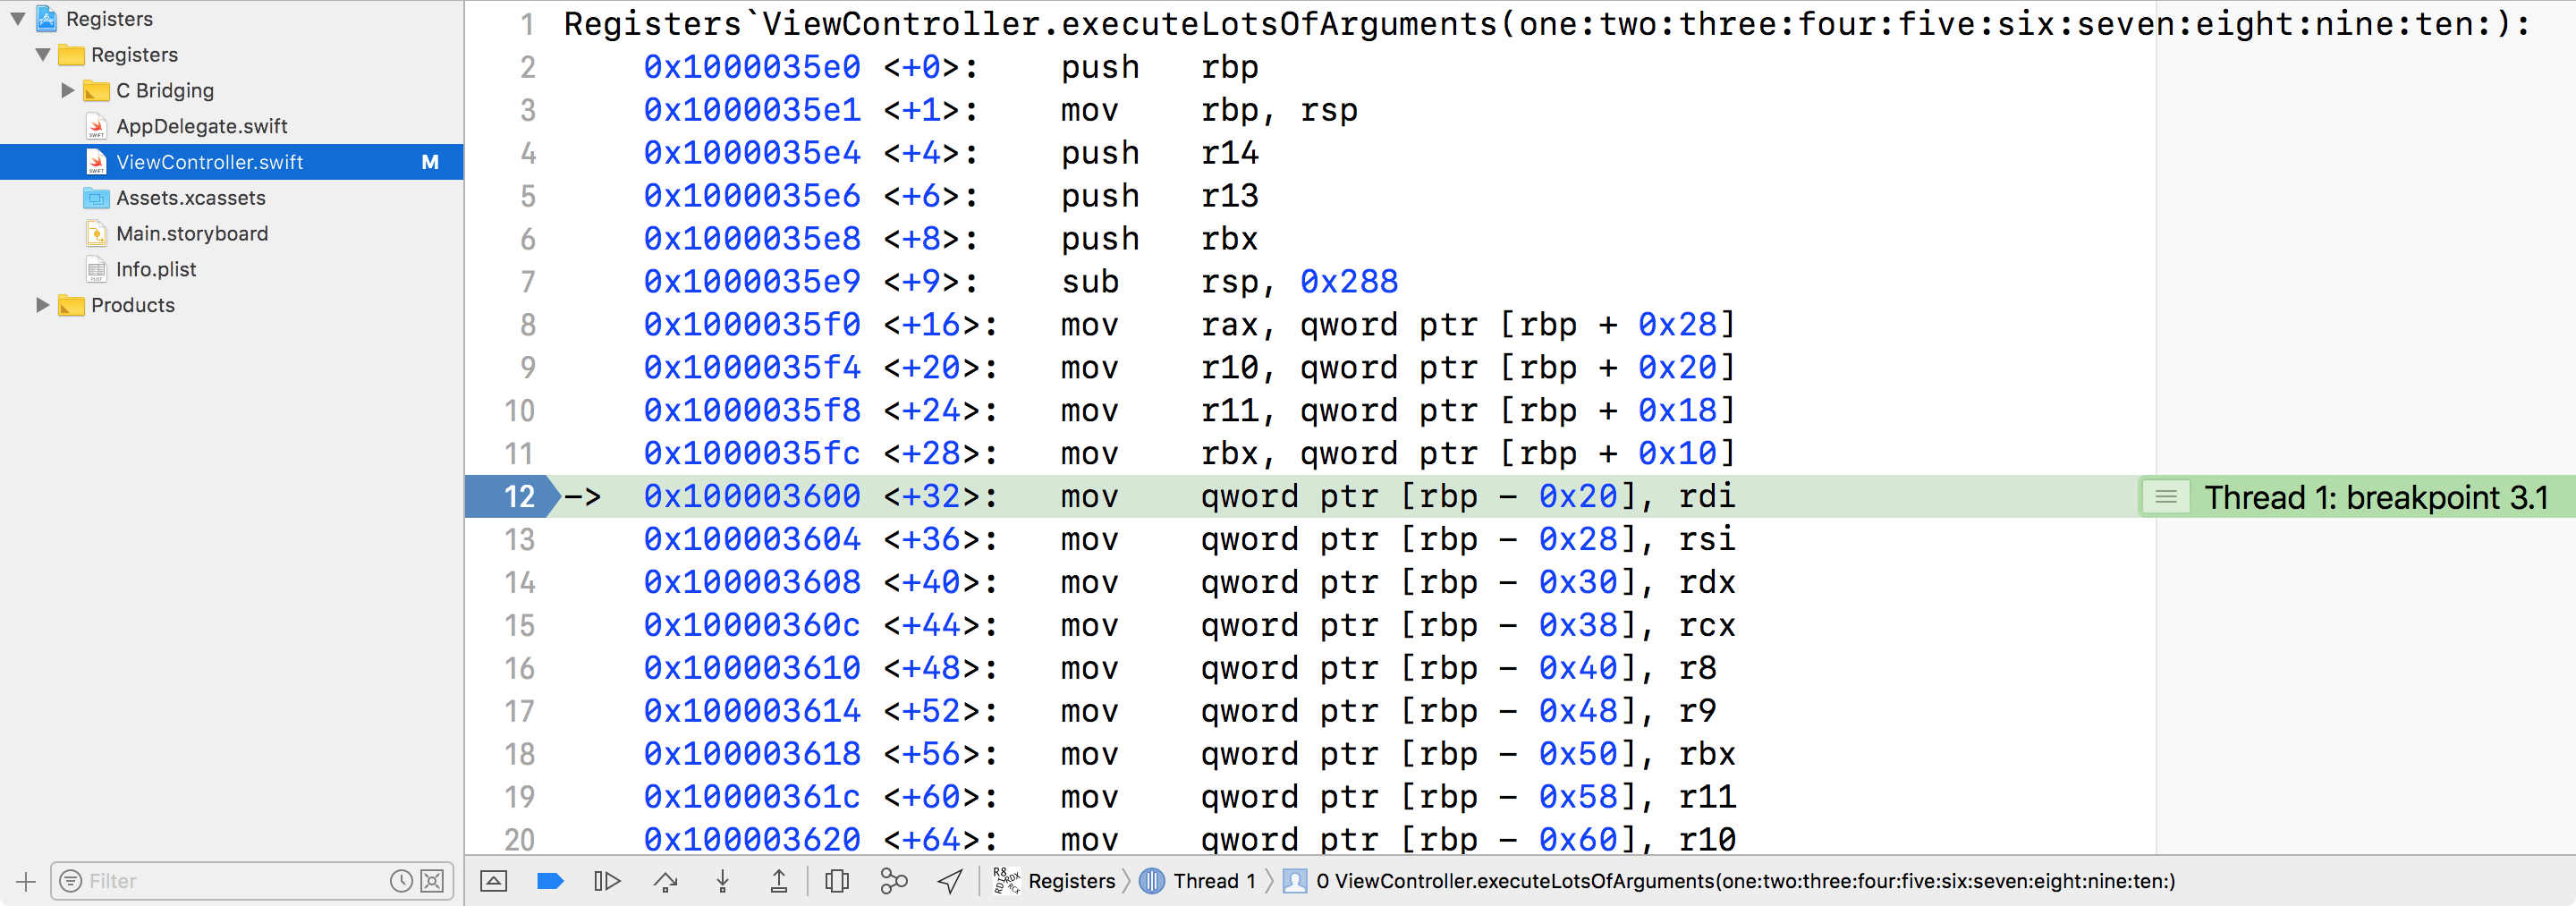 Registers
Registers
C Bridging
AppDelegate.swift
ViewController.swift M
Assets.xcassets
Main.storyboard
Info.plist
Products
Filter
1 Registers`ViewController.executeLotsOfArguments(one:two:three:four:five:six:seven:eight:nine:ten:):
2 0x1000035e0 <+0>: push rbp
3 0x1000035e1 <+1>: mov rbp, rsp
4 0x1000035e4 <+4>: push r14
5 0x1000035e6 <+6>: push r13
6 0x1000035e8 <+8>: push rbx
7 0x1000035e9 <+9>: sub rsp, 0x288
8 0x1000035f0 <+16>: mov rax, qword ptr [rbp + 0x28]
9 0x1000035f4 <+20>: mov r10, qword ptr [rbp + 0x20]
10 0x1000035f8 <+24>: mov r11, qword ptr [rbp + 0x18]
11 0x1000035fc <+28>: mov rbx, qword ptr [rbp + 0x10]
12 -> 0x100003600 <+32>: mov qword ptr [rbp - 0x20], rdi Thread 1: breakpoint 3.1
13 0x100003604 <+36>: mov qword ptr [rbp - 0x28], rsi
14 0x100003608 <+40>: mov qword ptr [rbp - 0x30], rdx
15 0x10000360c <+44>: mov qword ptr [rbp - 0x38], rcx
16 0x100003610 <+48>: mov qword ptr [rbp - 0x40], r8
17 0x100003614 <+52>: mov qword ptr [rbp - 0x48], r9
18 0x100003618 <+56>: mov qword ptr [rbp - 0x50], rbx
19 0x10000361c <+60>: mov qword ptr [rbp - 0x58], r11
20 0x100003620 <+64>: mov qword ptr [rbp - 0x60], r10
Registers Thread 1 0 ViewController.executeLotsOfArguments(one:two:three:four:five:six:seven:eight:nine:ten:)